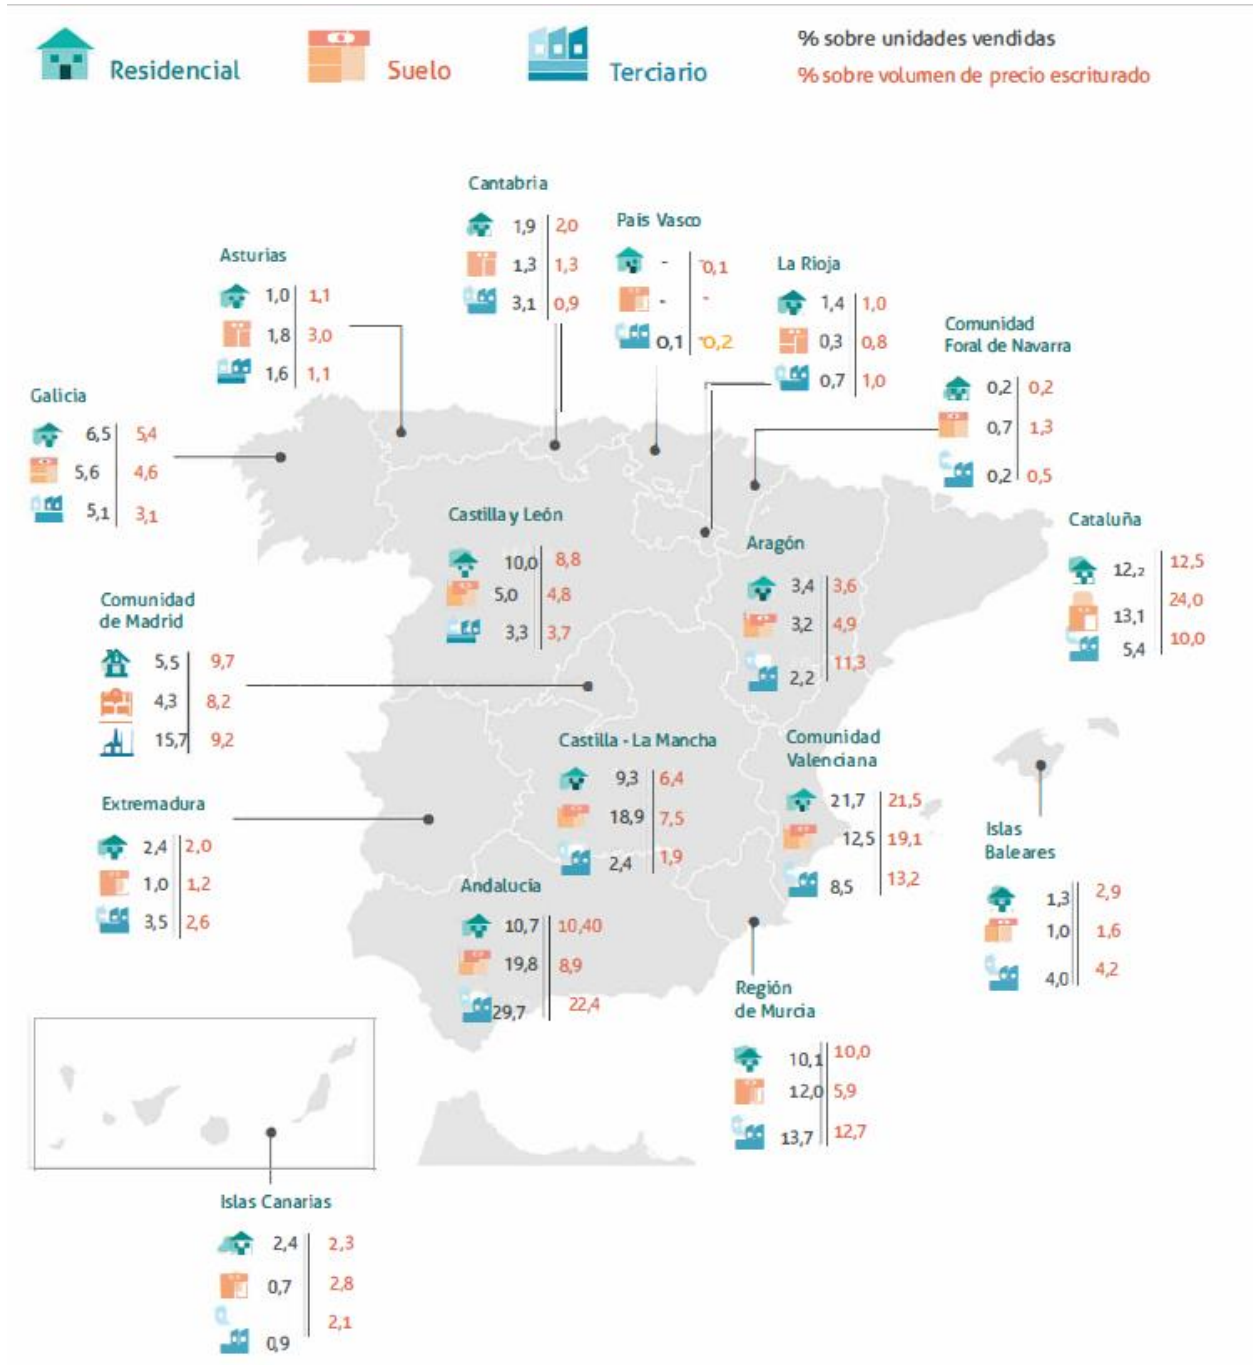 Residencial
Suelo
Terciario
% sobre unidades vendidas
% sobre volumen de precio escriturado
Cantabria
1,9 2,0
1,3 1,3
3,1 0,9
País Vasco
- -0,1
- -
0,1 -0,2
Asturias
1,0 1,1
1,8 3,0
1,6 1,1
La Rioja
1,4 1,0
0,3 0,8
0,7 1,0
Comunidad
Foral de Navarra
0,2 0,2
0,7 1,3
0,2 0,5
Galicia
6,5 5,4
5,6 4,6
5,1 3,1
Castilla y León
10,0 8,8
5,0 4,8
3,3 3,7
Aragón
3,4 3,6
3,2 4,9
2,2 11,3
Cataluña
12,2 12,5
13,1 24,0
5,4 10,0
Comunidad
de Madrid
5,5 9,7
4,3 8,2
15,7 9,2
Castilla - La Mancha
9,3 6,4
18,9 7,5
2,4 1,9
Comunidad
Valenciana
21,7 21,5
12,5 19,1
8,5 13,2
Extremadura
2,4 2,0
1,0 1,2
3,5 2,6
Islas
Baleares
1,3 2,9
1,0 1,6
4,0 4,2
Andalucía
10,7 10,40
19,8 8,9
29,7 22,4
Región
de Murcia
10,1 10,0
12,0 5,9
13,7 12,7
Islas Canarias
2,4 2,3
0,7 2,8
0,9 2,1